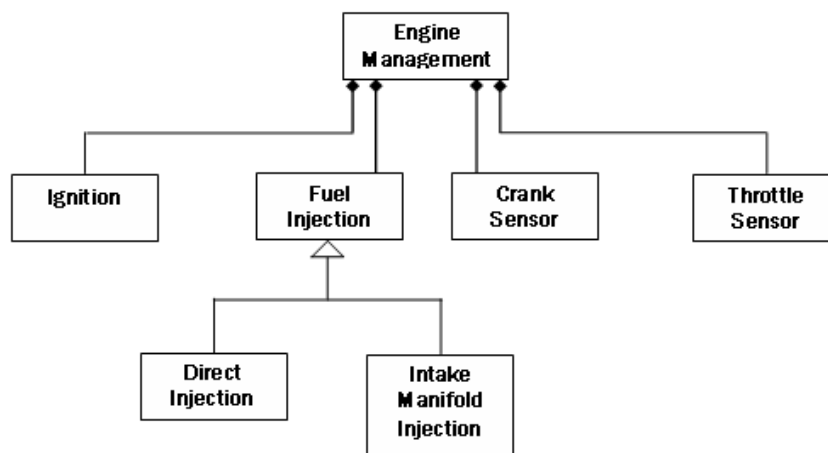 Engine
Management
Ignition
Fuel
Injection
Crank
Sensor
Throttle
Sensor
Direct
Injection
Intake
Manifold
Injection